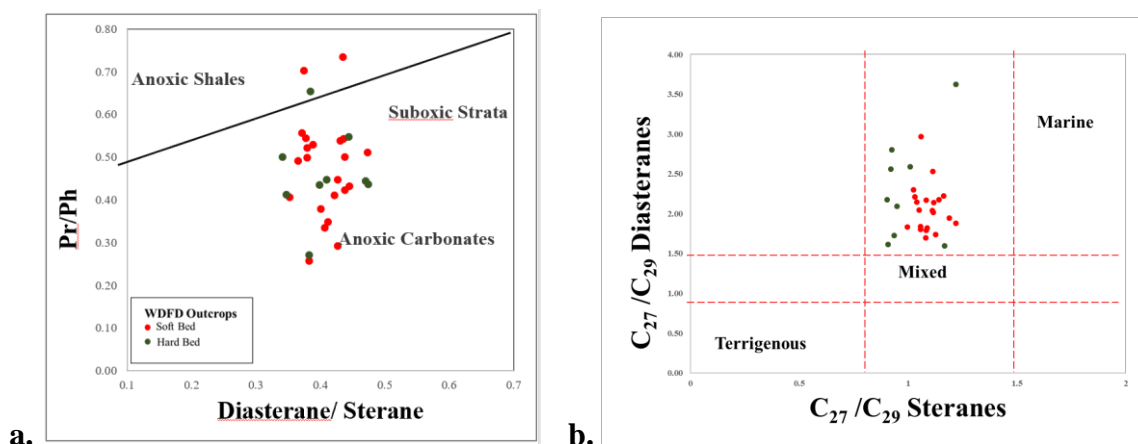 0.80
0.70
0.60
0.50
0.40
0.30
0.20
0.10
0.00
Pr/Ph
Anoxic Shales
Suboxic Strata
Anoxic Carbonates
WDFD Outcrops
Soft Bed
Hard Bed
0.1 0.2 0.3 0.4 0.5 0.6 0.7
Diasterane/ Sterane
a.
4.00
3.50
3.00
2.50
2.00
1.50
1.00
0.50
0.00
C27 /C29 Diasteranes
Marine
Mixed
Terrigenous
0 0.5 1 1.5 2
C27 /C29 Steranes
b.